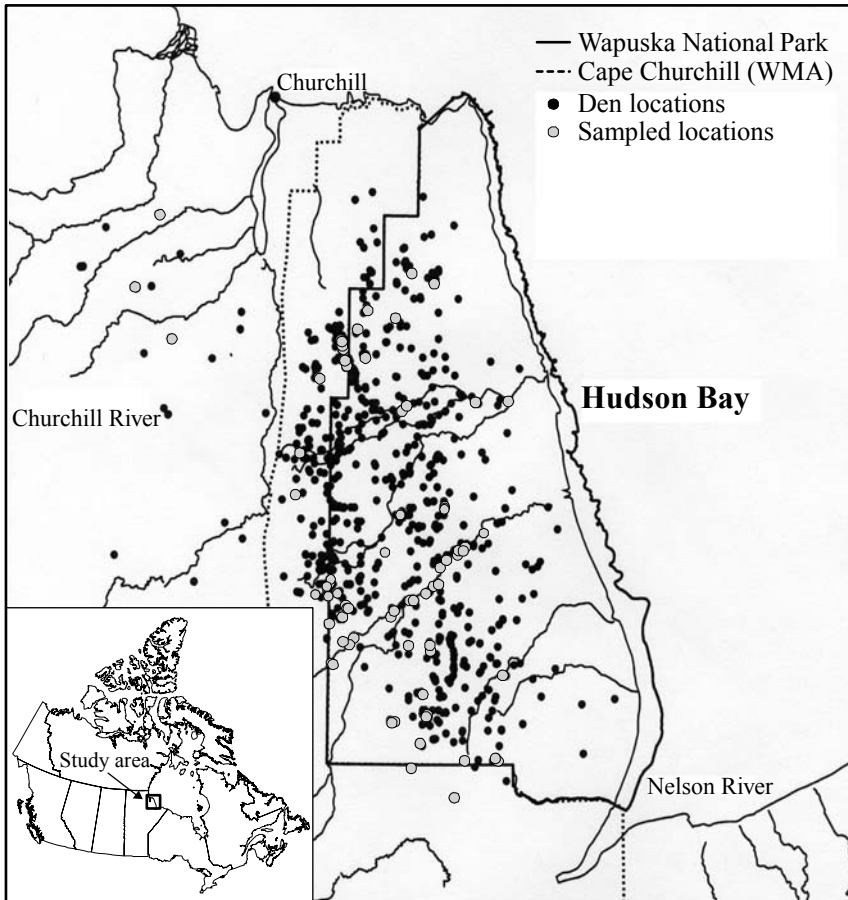 Wapuska National Park
Cape Churchill (WMA)
Den locations
Sampled locations
Churchill
Hudson Bay
Churchill River
Study area
Nelson River